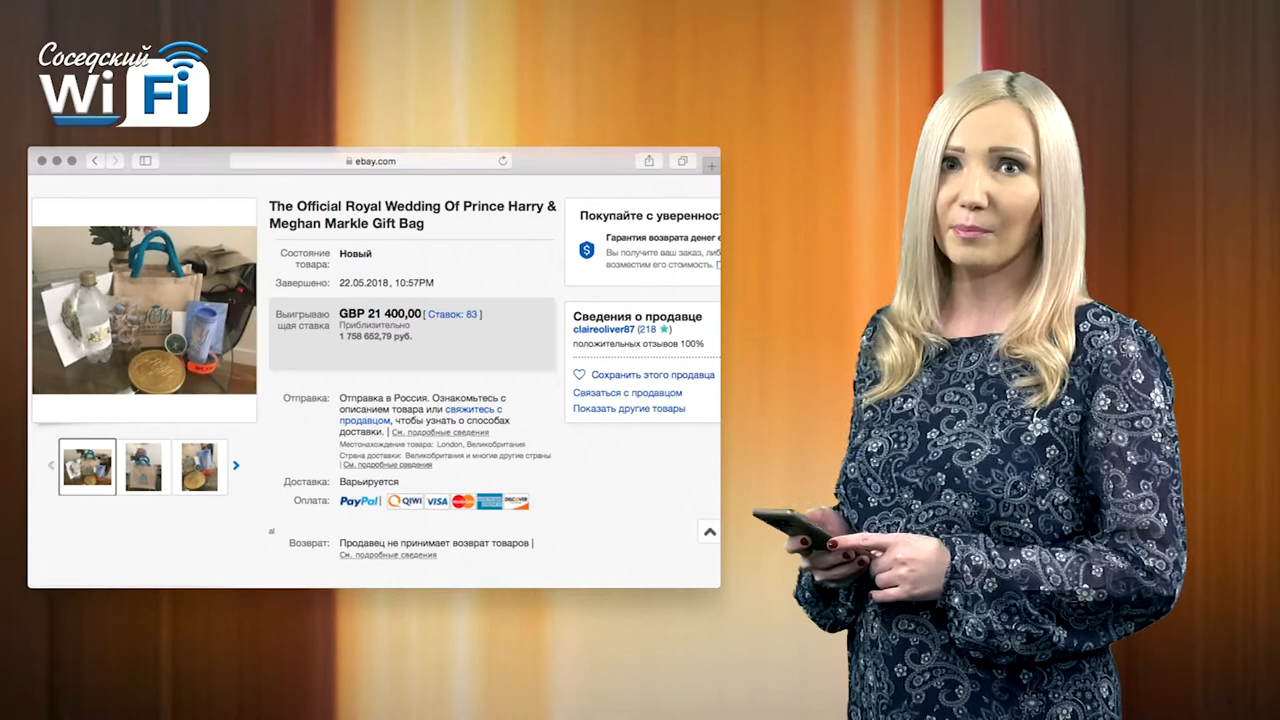 Соседский
Wi Fi
ebay.com
The Official Royal Wedding Of Prince Harry &
Meghan Markle Gift Bag
Состояние
товара:
Новый
Завершено:
22.05.2018, 10:57PM
Выигрываю
щая ставка
GBP 21 400,00 [ Ставок: 83 ]
Приблизительно
1 758 652,79 руб.
Отправка:
Отправка в Россия. Ознакомьтесь с
описанием товара или свяжитесь с
продавцом, чтобы узнать о способах
доставки. | См. подробные сведения
Местонахождение товара: London, Великобритания
Страна доставки: Великобритания и многие другие страны
| См. подробные сведения
Доставка:
Варьируется
Оплата:
PayPal | QIWI VISA MasterCard DISCOVER
al
Возврат:
Продавец не принимает возврат товаров |
См. подробные сведения
Покупайте с уверенност
Гарантия возврата денег
Вы получите ваш заказ, либ
возместим его стоимость.
Сведения о продавце
claireoliver87 (218 ★)
положительных отзывов 100%
Сохранить этого продавца
Связаться с продавцом
Показать другие товары